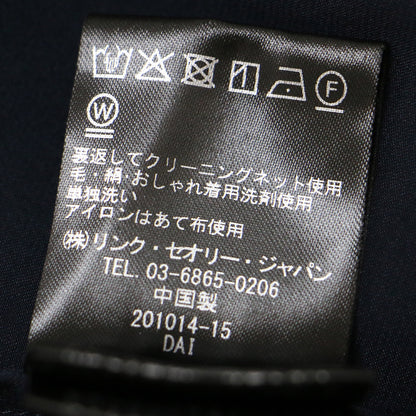 F
W
裏返してクリーニングネット使用
毛・絹・おしゃれ着用洗剤使用
単独洗い
アイロンはあて布使用
㈱リンク・セオリー・ジャパン
TEL. 03-6865-0206
中国製
201014-15
DAI